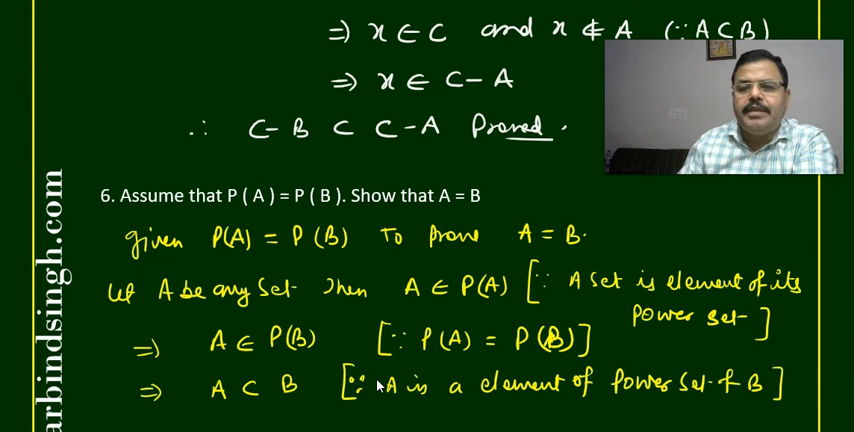 ⇒ x ∈ C and x ∉ A (∵ A ⊂ B)
⇒ x ∈ C - A
∴ C - B ⊂ C - A Proved.
6. Assume that P ( A ) = P ( B ). Show that A = B
given P(A) = P (B) To prove A = B.
Let A be any Set then A ∈ P(A) [∵ A set is element of its
power set]
⇒ A ∈ P(B) [∵ P(A) = P(B)]
⇒ A ⊂ B [∵ A is a element of power set of B]
arbindsingh.com